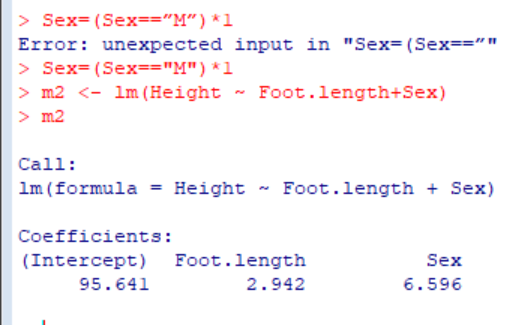 > Sex=(Sex==”M”)*1
Error: unexpected input in "Sex=(Sex==”"
> Sex=(Sex=="M")*1
> m2 <- lm(Height ~ Foot.length+Sex)
> m2
Call:
lm(formula = Height ~ Foot.length + Sex)
Coefficients:
(Intercept)  Foot.length          Sex
     95.641        2.942        6.596